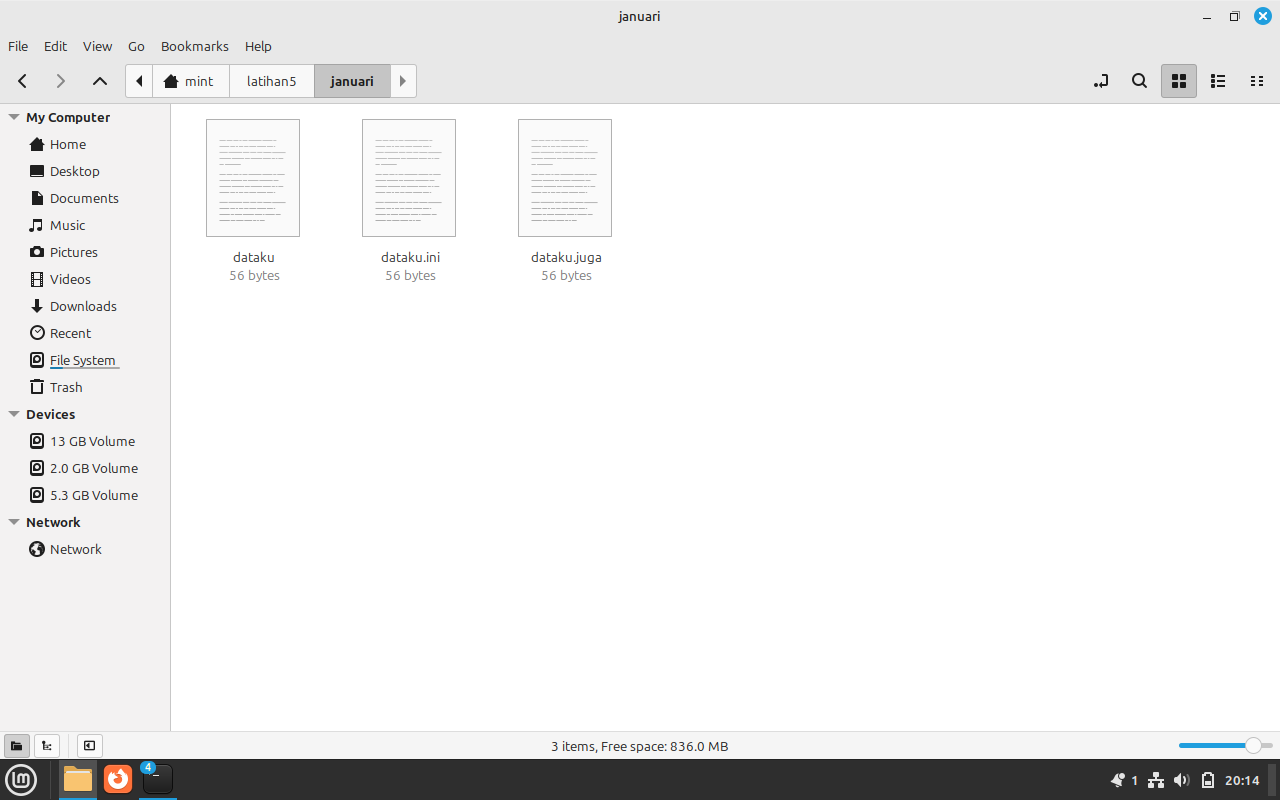 januari
File Edit View Go Bookmarks Help
mint latihan5 januari
My Computer
Home
Desktop
Documents
Music
Pictures
Videos
Downloads
Recent
File System
Trash
Devices
13 GB Volume
2.0 GB Volume
5.3 GB Volume
Network
Network
dataku dataku.ini dataku.juga
56 bytes 56 bytes 56 bytes
3 items, Free space: 836.0 MB
4
1 20:14